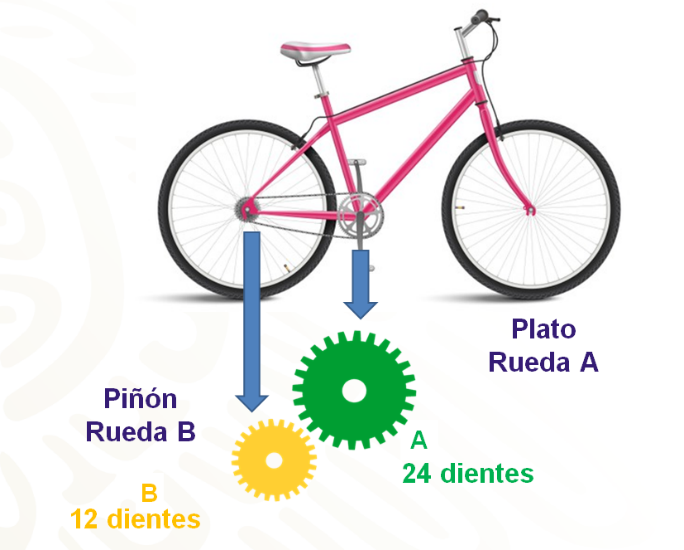 Plato
Rueda A
Piñón
Rueda B
A
24 dientes
B
12 dientes